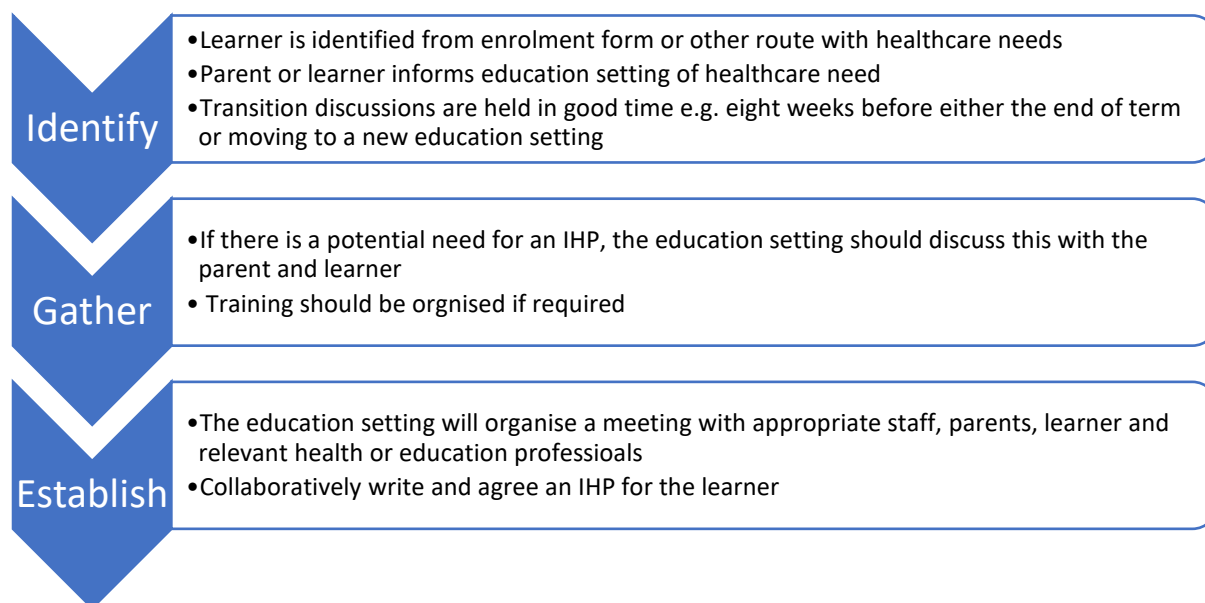 Identify
•Learner is identified from enrolment form or other route with healthcare needs
•Parent or learner informs education setting of healthcare need
•Transition discussions are held in good time e.g. eight weeks before either the end of term
or moving to a new education setting
Gather
•If there is a potential need for an IHP, the education setting should discuss this with the
parent and learner
• Training should be orgnised if required
Establish
•The education setting will organise a meeting with appropriate staff, parents, learner and
relevant health or education professioals
•Collaboratively write and agree an IHP for the learner